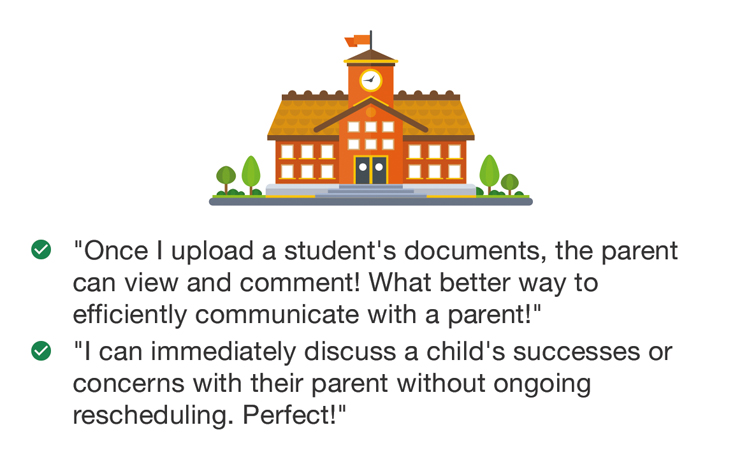 "Once I upload a student's documents, the parent
can view and comment! What better way to
efficiently communicate with a parent!"
"I can immediately discuss a child's successes or
concerns with their parent without ongoing
rescheduling. Perfect!"